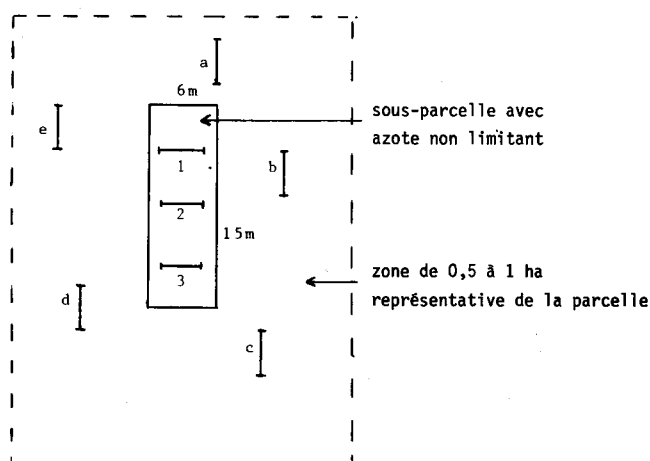 a
6m
sous-parcelle avec
azote non limitant
e
1
b
2
15m
3
zone de 0,5 à 1 ha
représentative de la parcelle
d
c